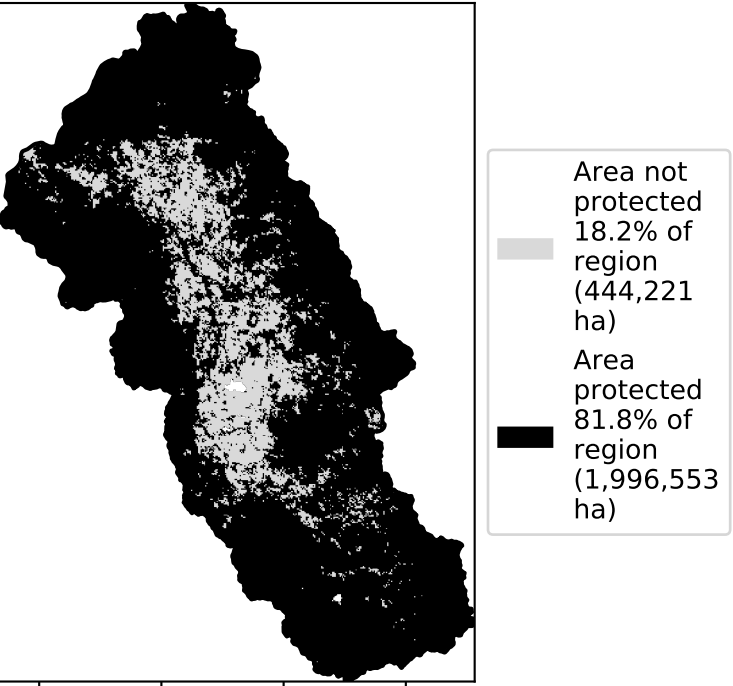 Area not
protected
18.2% of
region
(444,221
ha)
Area
protected
81.8% of
region
(1,996,553
ha)